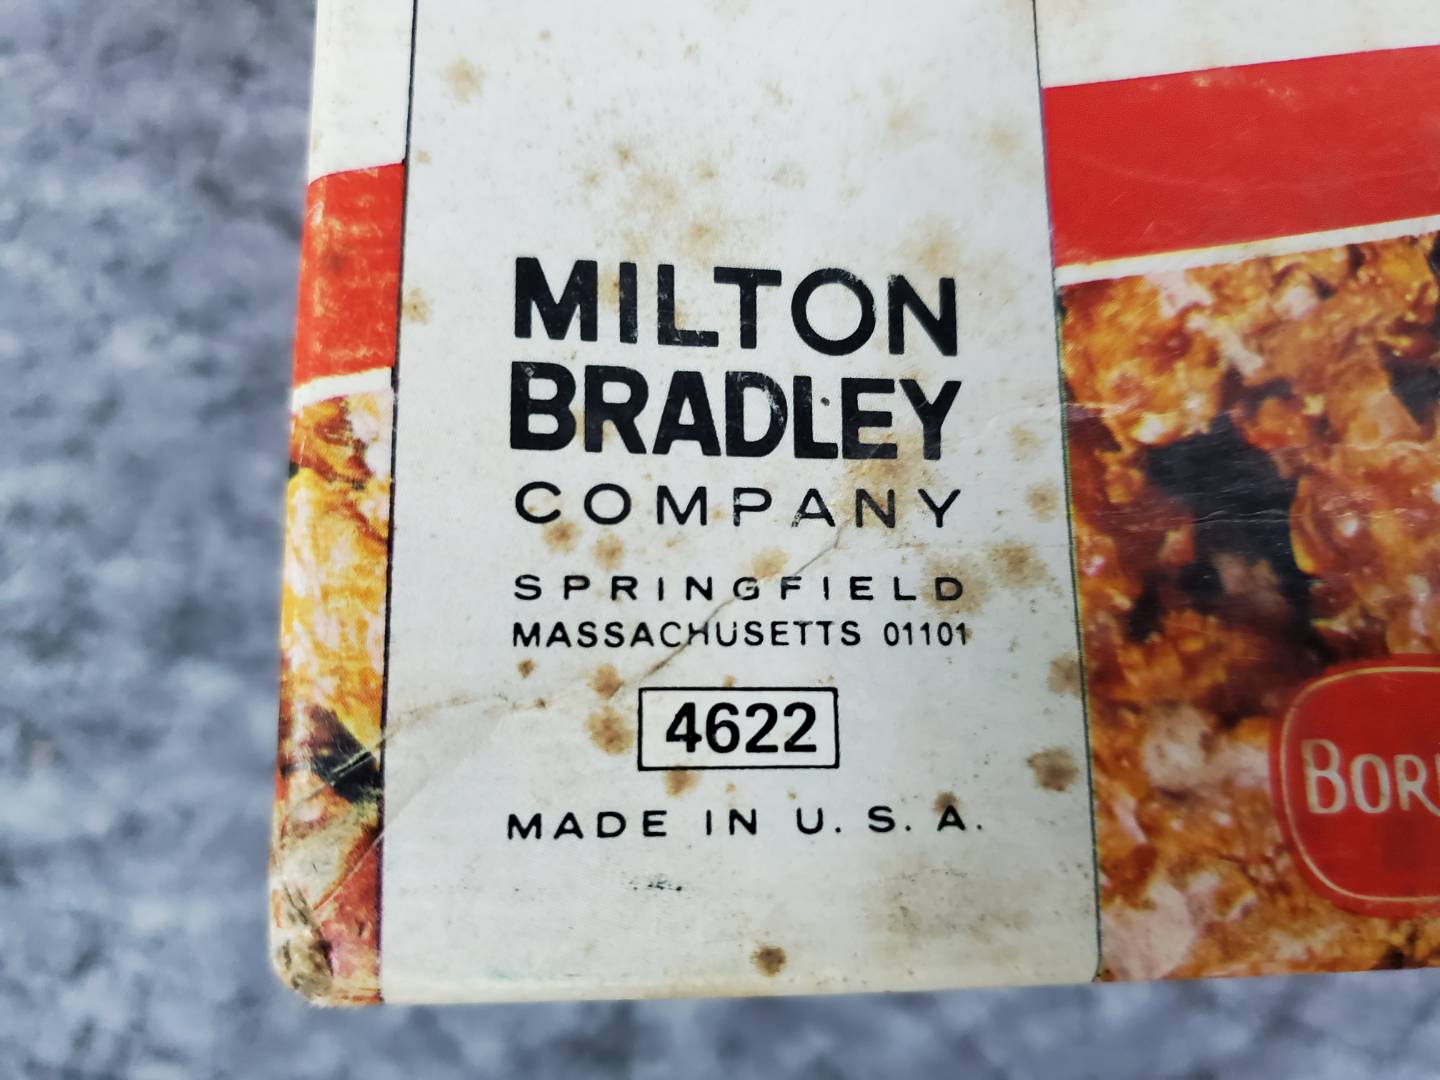 MILTON
BRADLEY
COMPANY
SPRINGFIELD
MASSACHUSETTS 01101
4622
MADE IN U. S. A.